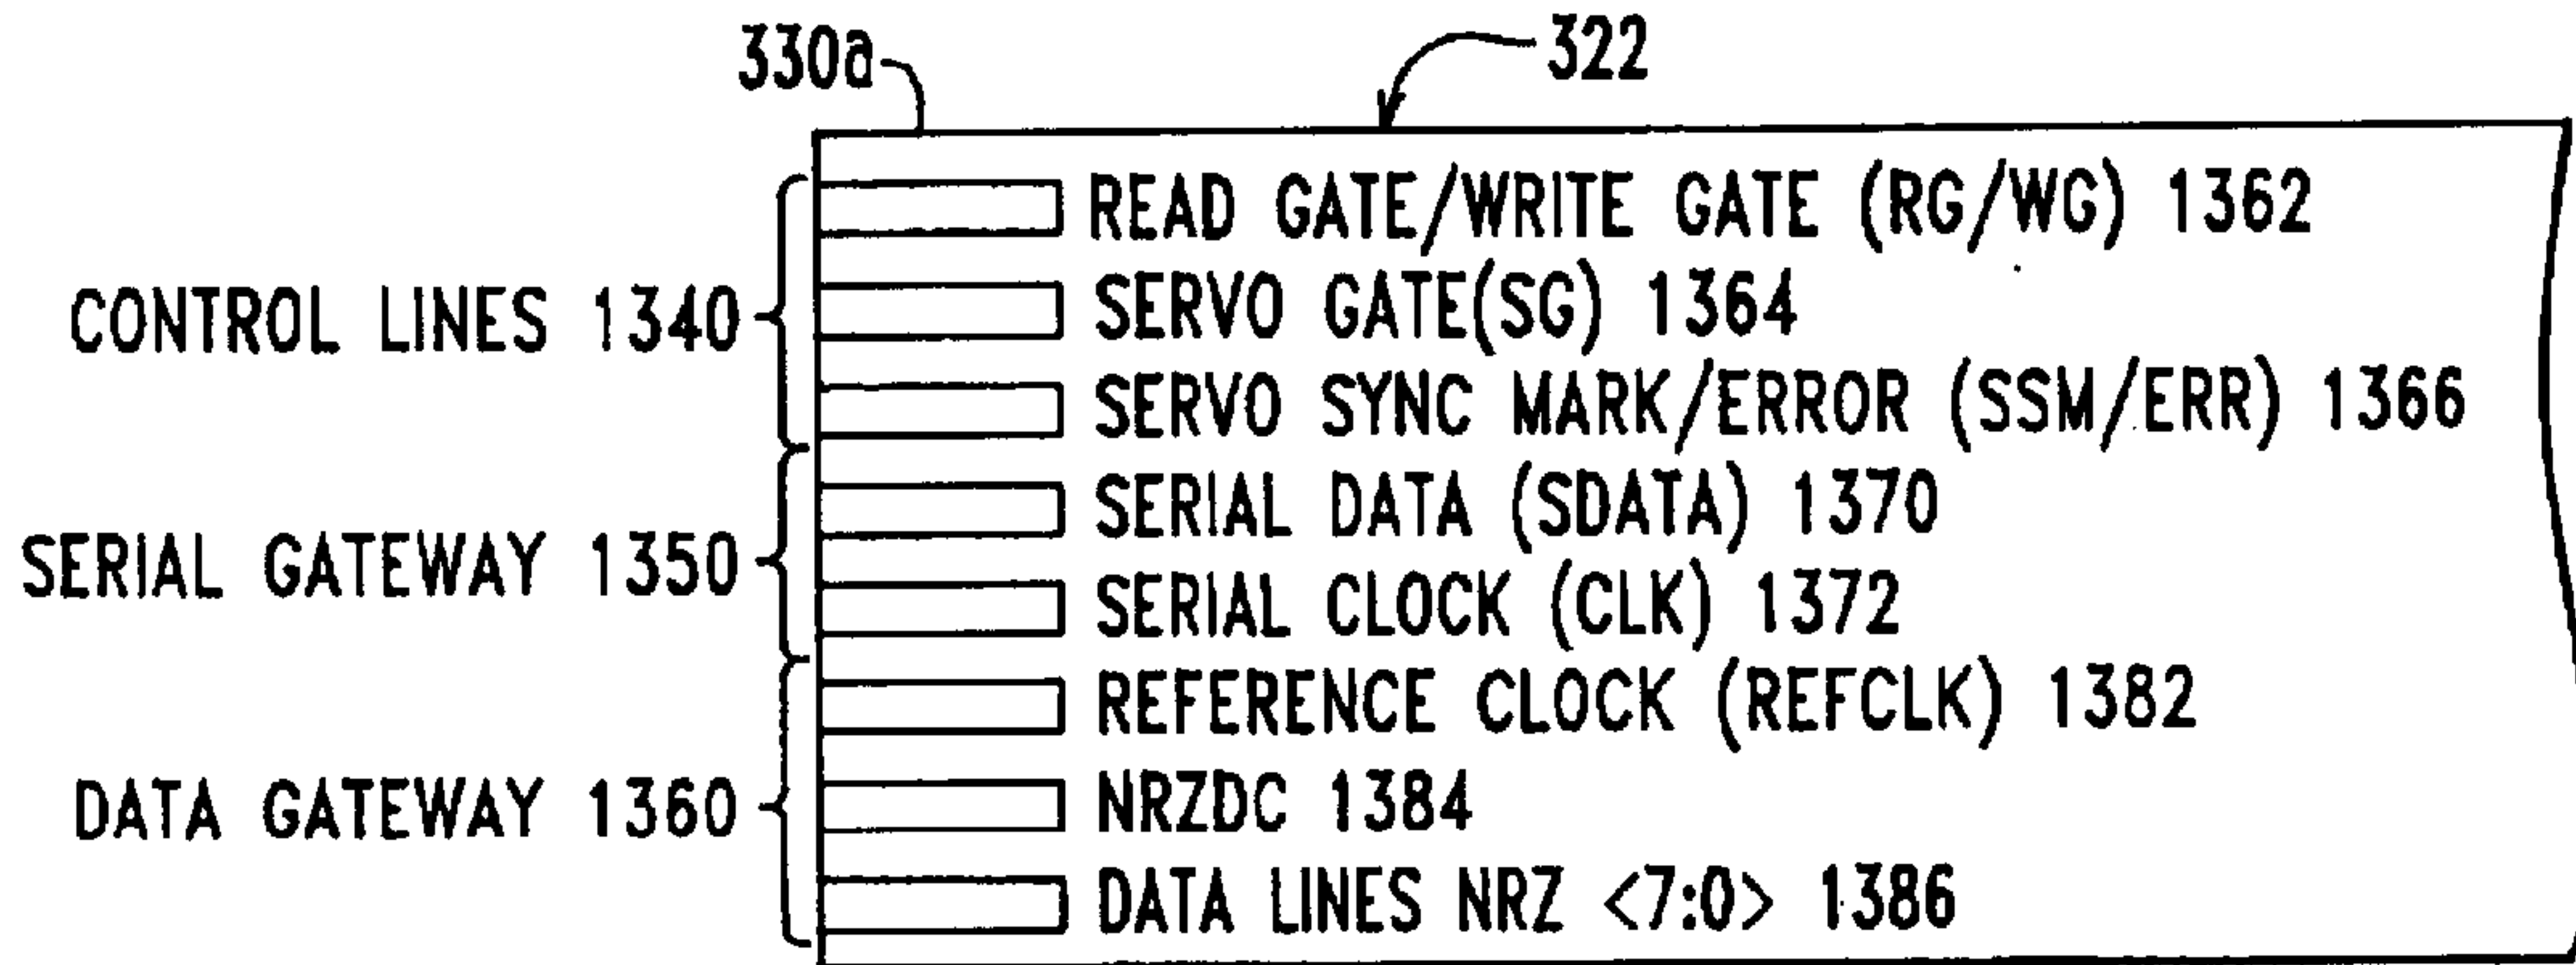 330a
322
READ GATE/WRITE GATE (RG/WG) 1362
CONTROL LINES 1340
SERVO GATE(SG) 1364
SERVO SYNC MARK/ERROR (SSM/ERR) 1366
SERIAL DATA (SDATA) 1370
SERIAL GATEWAY 1350
SERIAL CLOCK (CLK) 1372
REFERENCE CLOCK (REFCLK) 1382
DATA GATEWAY 1360
NRZDC 1384
DATA LINES NRZ <7:0> 1386